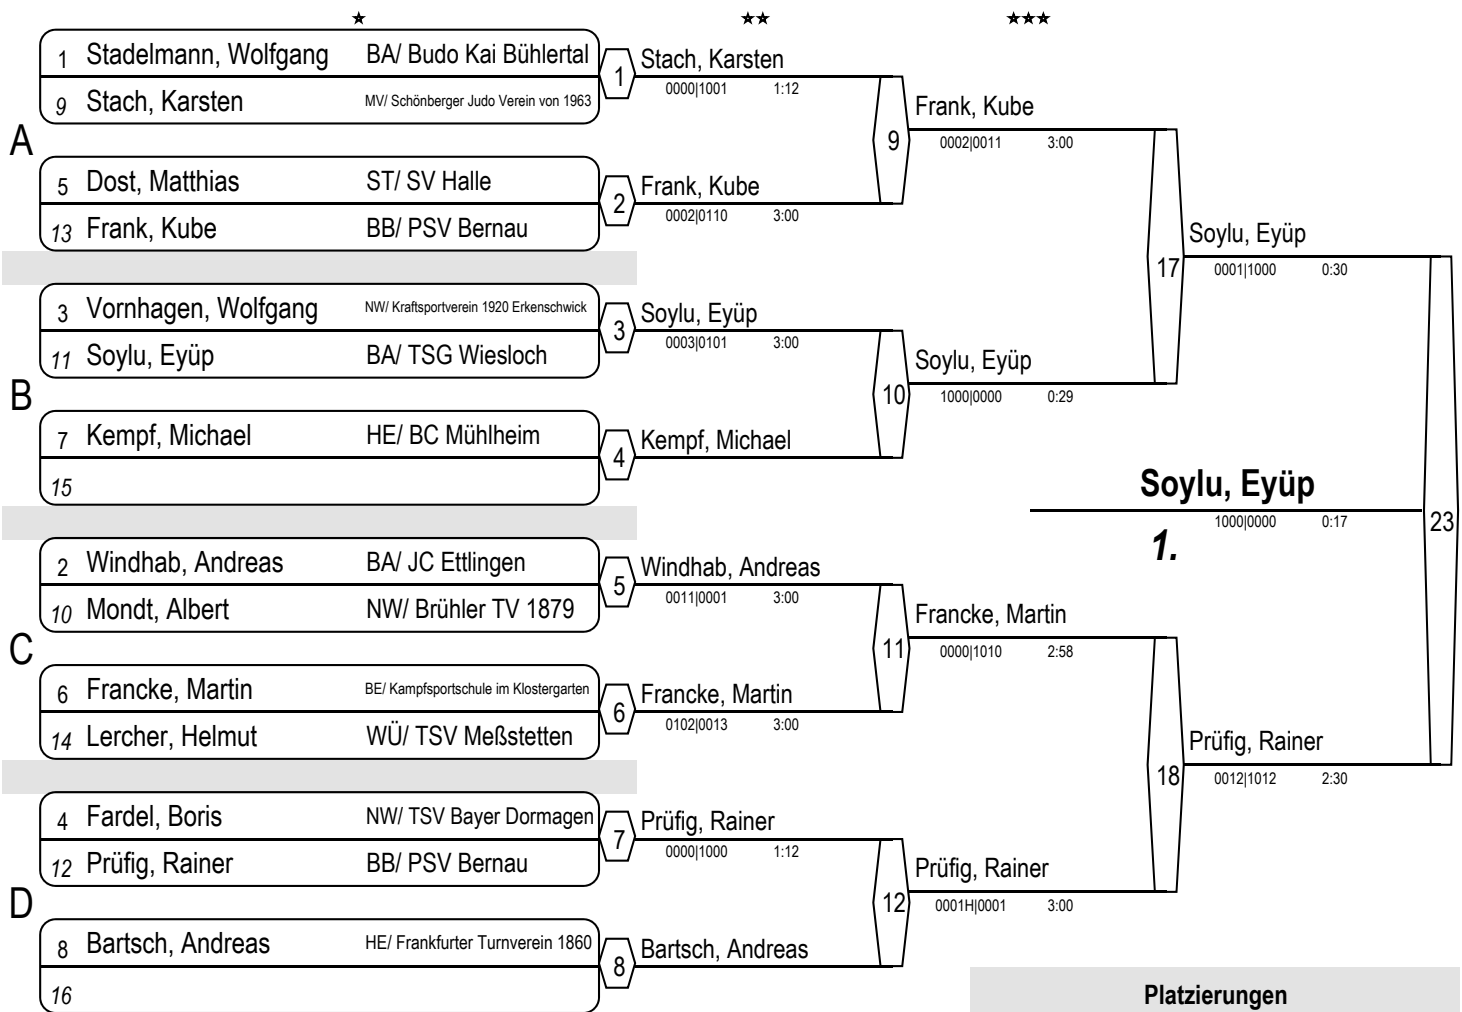 ★ ★★ ★★★
1 Stadelmann, Wolfgang BA/ Budo Kai Bühlertal
9 Stach, Karsten MV/ Schönberger Judo Verein von 1963
1 Stach, Karsten
0000|1001 1:12
A
5 Dost, Matthias ST/ SV Halle
13 Frank, Kube BB/ PSV Bernau
2 Frank, Kube
0002|0110 3:00
9 Frank, Kube
0002|0011 3:00
3 Vornhagen, Wolfgang NW/ Kraftsportverein 1920 Erkenschwick
11 Soylu, Eyüp BA/ TSG Wiesloch
3 Soylu, Eyüp
0003|0101 3:00
B
7 Kempf, Michael HE/ BC Mühlheim
15
4 Kempf, Michael
10 Soylu, Eyüp
1000|0000 0:29
17 Soylu, Eyüp
0001|1000 0:30
2 Windhab, Andreas BA/ JC Ettlingen
10 Mondt, Albert NW/ Brühler TV 1879
5 Windhab, Andreas
0011|0001 3:00
C
6 Francke, Martin BE/ Kampfsportschule im Klostergarten
14 Lercher, Helmut WÜ/ TSV Meßstetten
6 Francke, Martin
0102|0013 3:00
11 Francke, Martin
0000|1010 2:58
4 Fardel, Boris NW/ TSV Bayer Dormagen
12 Prüfig, Rainer BB/ PSV Bernau
7 Prüfig, Rainer
0000|1000 1:12
D
8 Bartsch, Andreas HE/ Frankfurter Turnverein 1860
16
8 Bartsch, Andreas
12 Prüfig, Rainer
0001H|0001 3:00
18 Prüfig, Rainer
0012|1012 2:30
23
Soylu, Eyüp
1000|0000 0:17
1.
Platzierungen